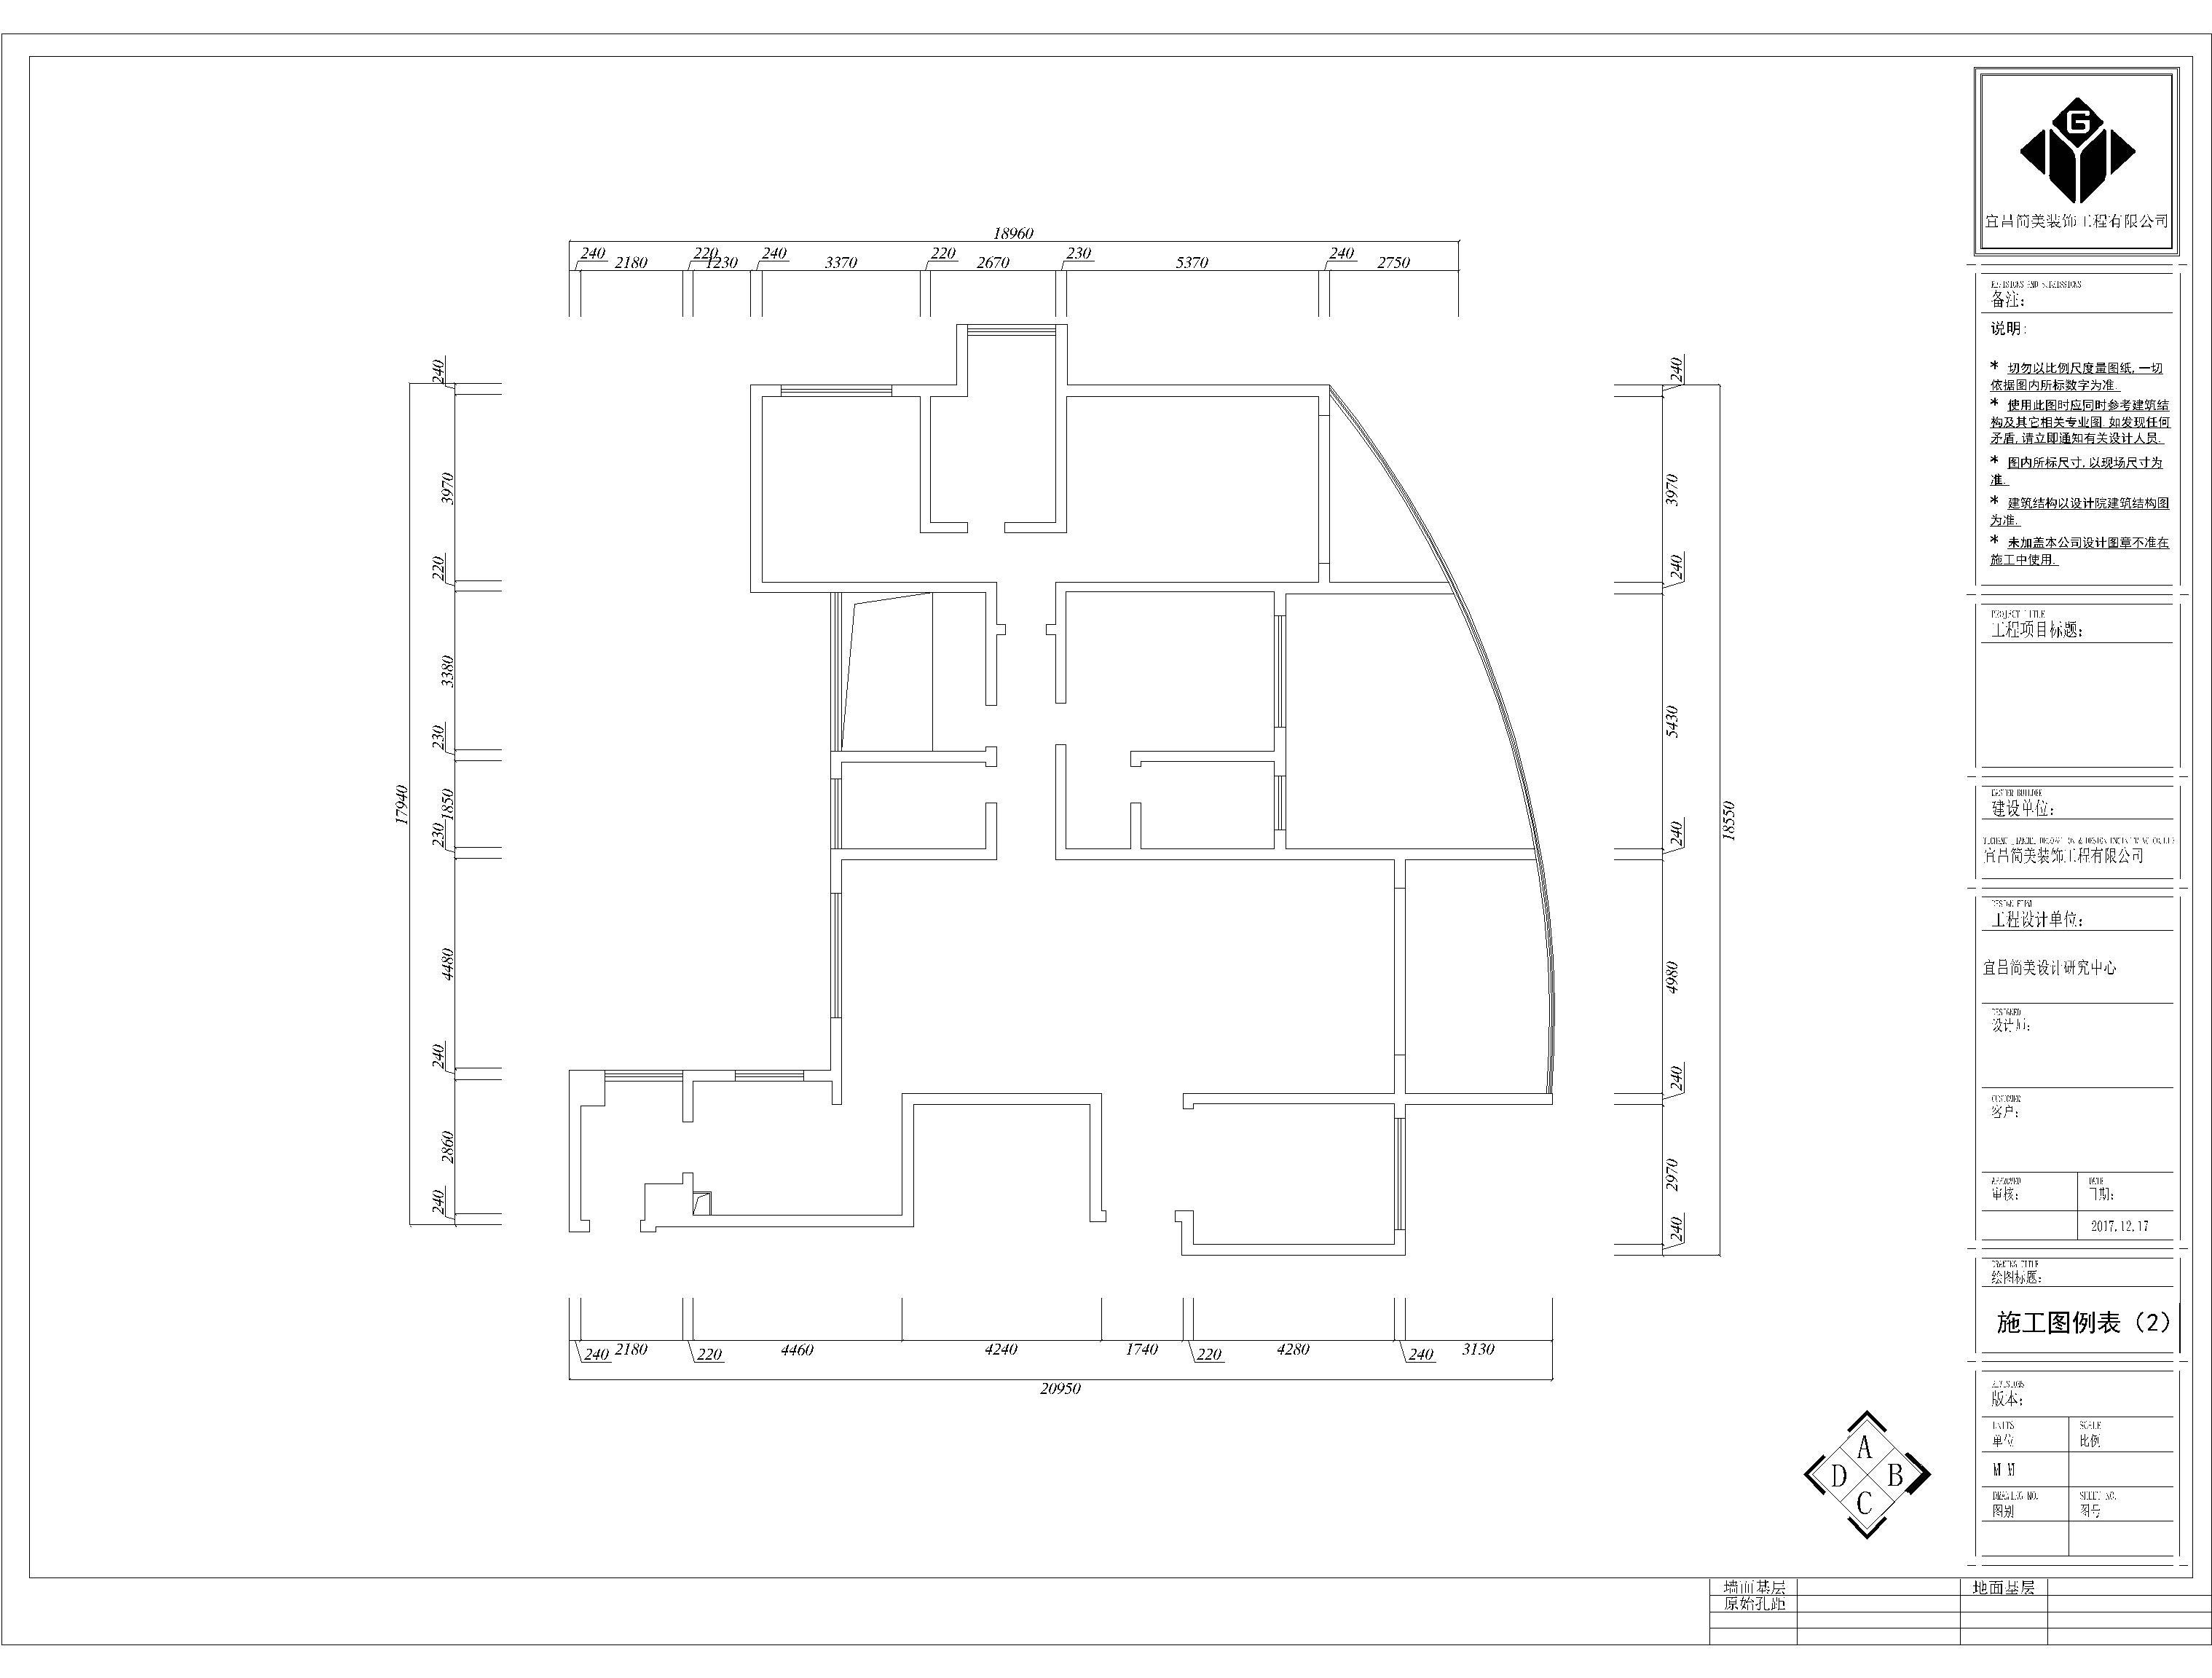 18960
240
2180
220
1230
240
3370
220
2670
230
5370
240
2750
17940
240
3970
220
3380
230
1850
230
4480
240
2860
240
240
3970
240
5430
240
4980
240
2970
240
18550
240
2180
220
4460
4240
1740
220
4280
240
3130
20950
A
D
B
C
G
宜昌简美装饰工程有限公司
备注:
说明:
* 切勿以比例尺度量图纸,一切
依据图内所标数字为准.
* 使用此图时应同时参考建筑结
构及其它相关专业图.如发现任何
矛盾,请立即通知有关设计人员.
* 图内所标尺寸,以现场尺寸为
准.
* 建筑结构以设计院建筑结构图
为准.
* 未加盖本公司设计图章不准在
施工中使用.
PROJECT TITLE
工程项目标题:
建设单位:
宜昌简美装饰工程有限公司
工程设计单位:
宜昌简美设计研究中心
DESIGNED
设计师:
CUSTOMER
客户:
APPROVED
审核:
DATE
日期:
2017.12.17
DRAWING TITLE
绘图标题:
施工图例表（2）
版本:
UNITS
单位
SCALE
比例
M M
DRAWING NO.
图别
SHEET NO.
图号
墙面基层
地面基层
原始孔距